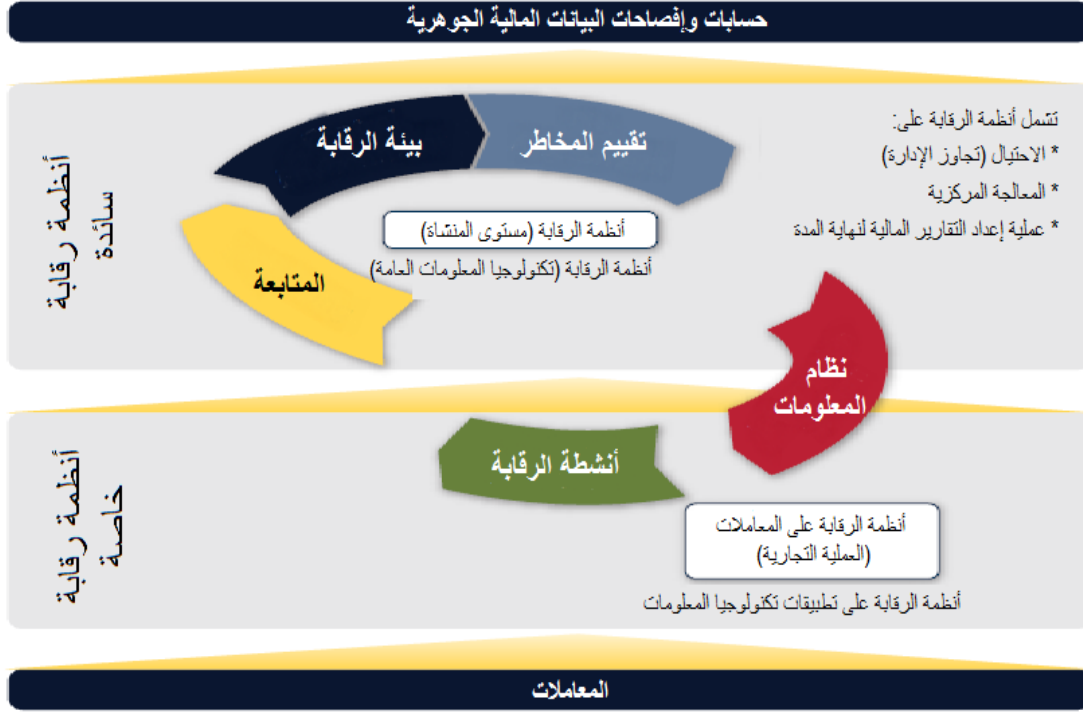 حسابات وإفصاحات البيانات المالية الجوهرية
أنظمة رقابة
سائدة
تشمل أنظمة الرقابة على:
* الاحتيال (تجاوز الإدارة)
* المعالجة المركزية
* عملية إعداد التقارير المالية لنهاية المدة
تقييم المخاطر
بيئة الرقابة
أنظمة الرقابة (مستوى المنشاة)
أنظمة الرقابة (تكنولوجيا المعلومات العامة)
المتابعة
نظام
المعلومات
أنظمة رقابة
خاصة
أنشطة الرقابة
أنظمة الرقابة على المعاملات
(العملية التجارية)
أنظمة الرقابة على تطبيقات تكنولوجيا المعلومات
المعاملات